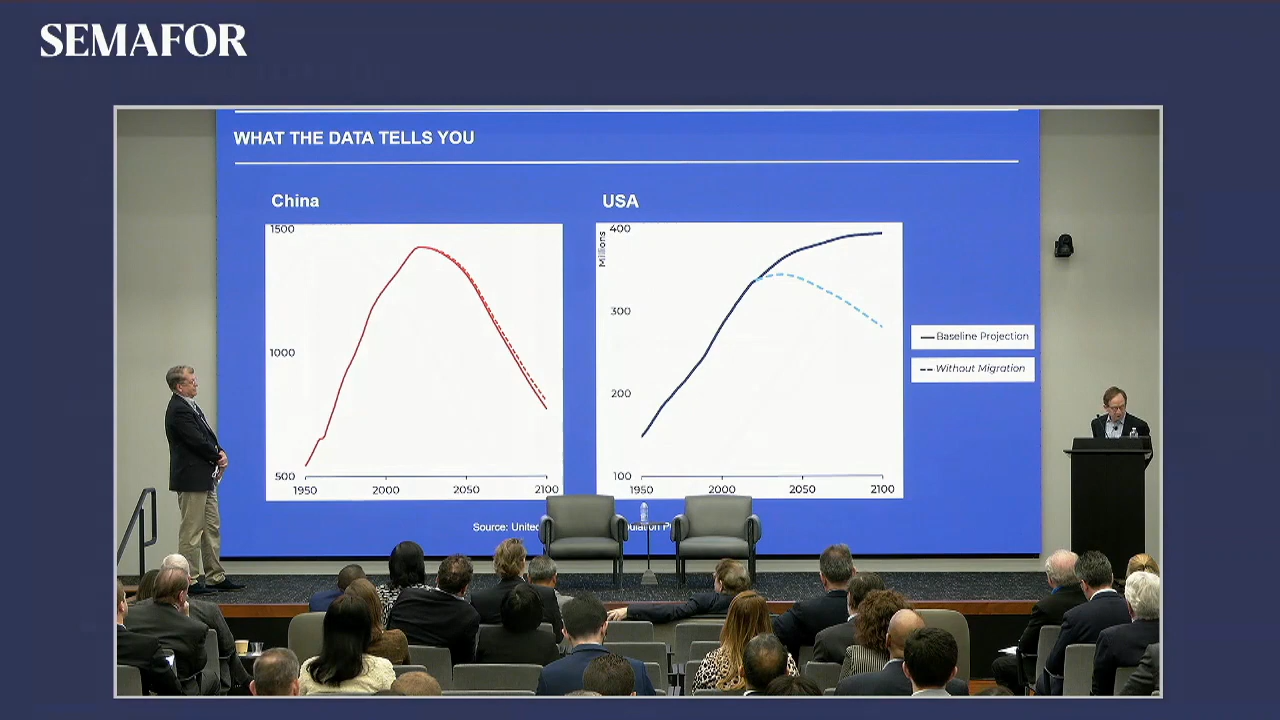 SEMAFOR
WHAT THE DATA TELLS YOU
China
1500
1000
500
1950 2000 2050 2100
USA
Millions
400
300
200
100
1950 2000 2050 2100
Baseline Projection
Without Migration
Source: United